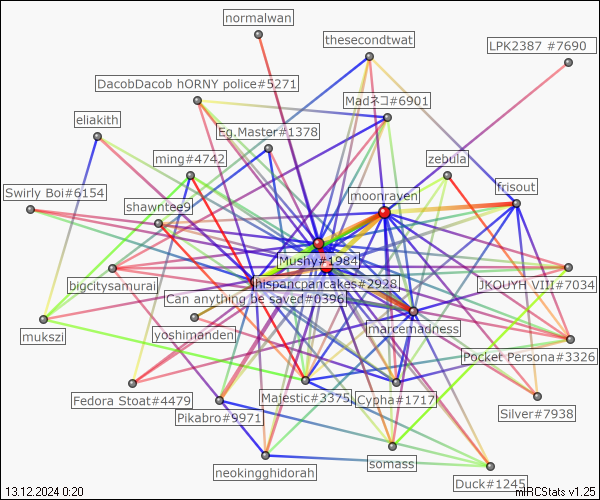 normalwan
thesecondtwat
LPK2387 #7690
DacobDacob hORNY police#5271
Madネコ#6901
eliakith
Eg.Master#1378
ming#4742
zebula
Swirly Boi#6154
moonraven
frisout
shawntee9
Mushy#1984
bigcitysamurai
hispancpancakes#2928
JKOUYH VIII#7034
Can anything be saved#0396
mukszi
yoshimanden
marcemadness
Pocket Persona#3326
Fedora Stoat#4479
Majestic#3375
Cypha#1717
Pikabro#9971
Silver#7938
neokingghidorah
somass
Duck#1245
13.12.2024 0:20
mIRCStats v1.25